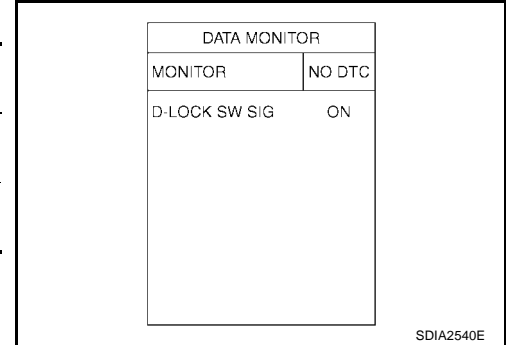 DATA MONITOR
MONITOR NO DTC
D-LOCK SW SIG ON
SDIA2540E